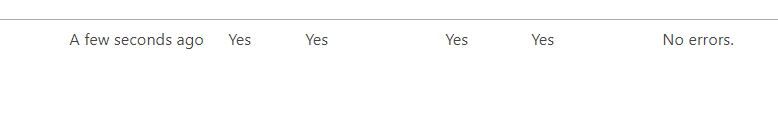 A few seconds ago Yes Yes Yes Yes No errors.